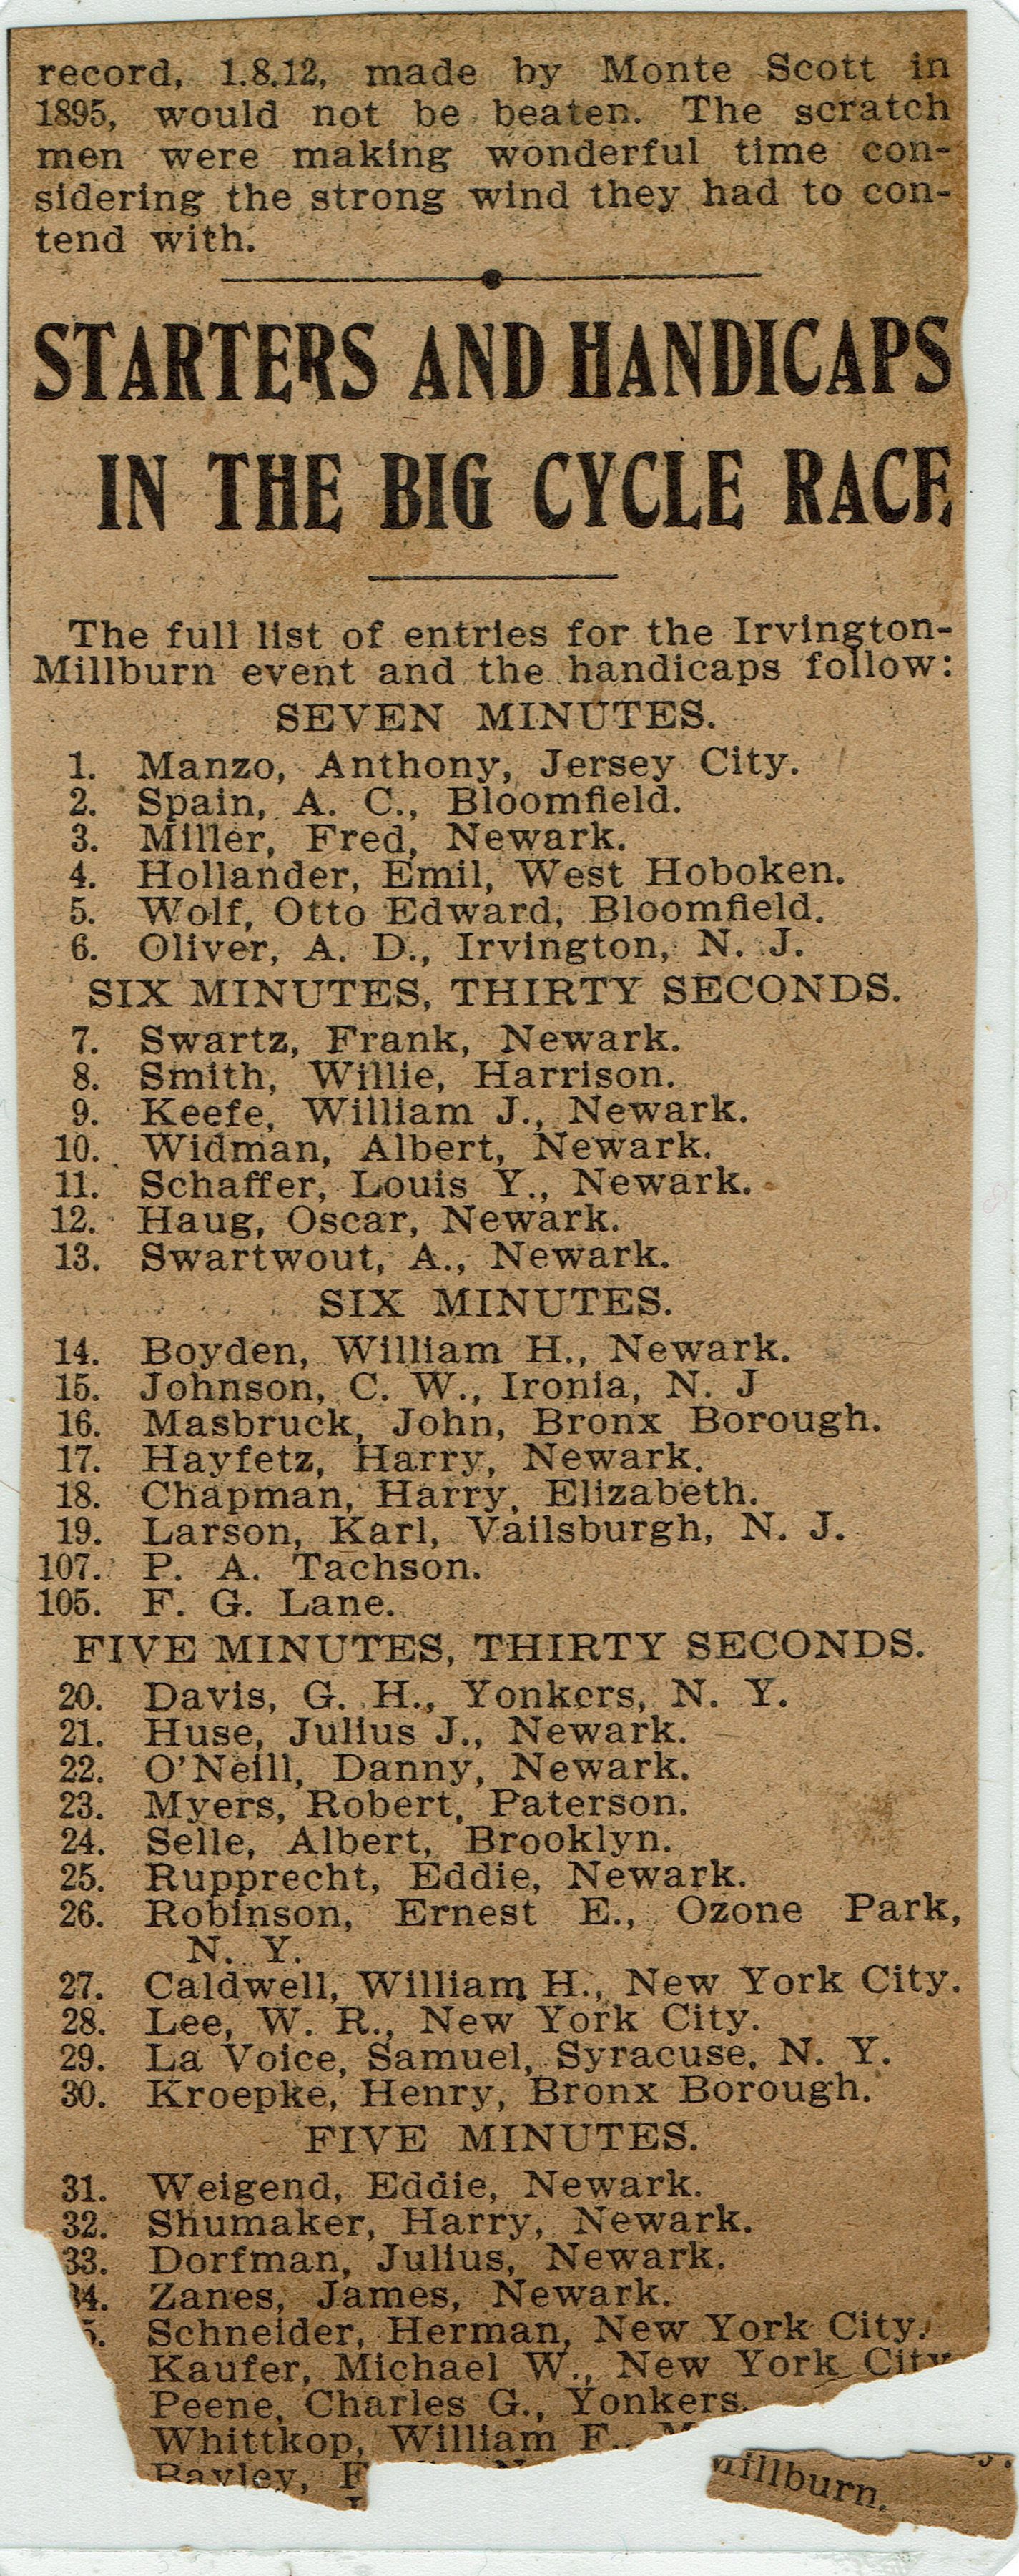 record, 1.8.12, made by Monte Scott in
1895, would not be beaten. The scratch
men were making wonderful time con-
sidering the strong wind they had to con-
tend with.
STARTERS AND HANDICAPS
IN THE BIG CYCLE RACE
The full list of entries for the Irvington-
Millburn event and the handicaps follow:
SEVEN MINUTES.
1. Manzo, Anthony, Jersey City.
2. Spain, A. C., Bloomfield.
3. Miller, Fred, Newark.
4. Hollander, Emil, West Hoboken.
5. Wolf, Otto Edward, Bloomfield.
6. Oliver, A. D., Irvington, N. J.
SIX MINUTES, THIRTY SECONDS.
7. Swartz, Frank, Newark.
8. Smith, Willie, Harrison.
9. Keefe, William J., Newark.
10. Widman, Albert, Newark.
11. Schaffer, Louis Y., Newark.
12. Haug, Oscar, Newark.
13. Swartwout, A., Newark.
SIX MINUTES.
14. Boyden, William H., Newark.
15. Johnson, C. W., Ironia, N. J
16. Masbruck, John, Bronx Borough.
17. Hayfetz, Harry, Newark.
18. Chapman, Harry, Elizabeth.
19. Larson, Karl, Vailsburgh, N. J.
107. P. A. Tachson.
105. F. G. Lane.
FIVE MINUTES, THIRTY SECONDS.
20. Davis, G. H., Yonkers, N. Y.
21. Huse, Julius J., Newark.
22. O'Neill, Danny, Newark.
23. Myers, Robert, Paterson.
24. Selle, Albert, Brooklyn.
25. Rupprecht, Eddie, Newark.
26. Robinson, Ernest E., Ozone Park,
N. Y.
27. Caldwell, William H., New York City.
28. Lee, W. R., New York City.
29. La Voice, Samuel, Syracuse, N. Y.
30. Kroepke, Henry, Bronx Borough.
FIVE MINUTES.
31. Weigend, Eddie, Newark.
32. Shumaker, Harry, Newark.
33. Dorfman, Julius, Newark.
34. Zanes, James, Newark.
5. Schneider, Herman, New York City.
Kaufer, Michael W., New York City
Peene, Charles G., Yonkers.
Whittkop, William F.
Bayley, F
Millburn.